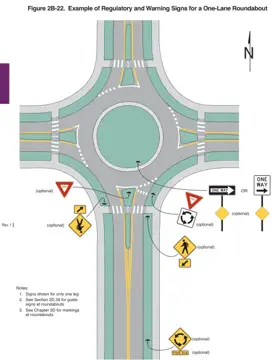 Figure 2B-22. Example of Regulatory and Warning Signs for a One-Lane Roundabout
N
(optional)
ONE WAY
OR
ONE
WAY
(optional)
(optional)
(optional)
(optional)
Notes:
1. Signs shown for only one leg
2. See Section 2D.38 for guide
signs at roundabouts
3. See Chapter 3D for markings
at roundabouts
(optional)
(optional)